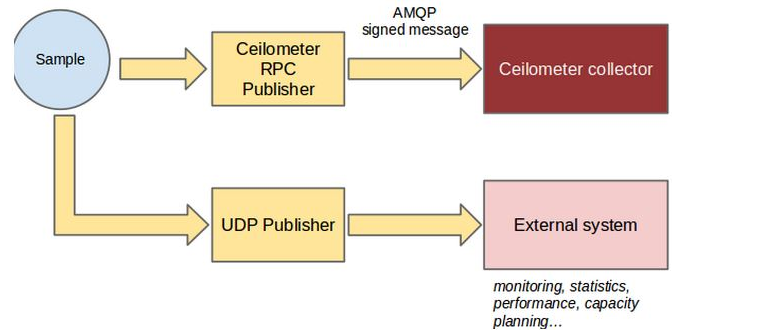 AMQP
signed message
Sample
Ceilometer
RPC
Publisher
Ceilometer collector
UDP Publisher
External system
monitoring, statistics,
performance, capacity
planning...